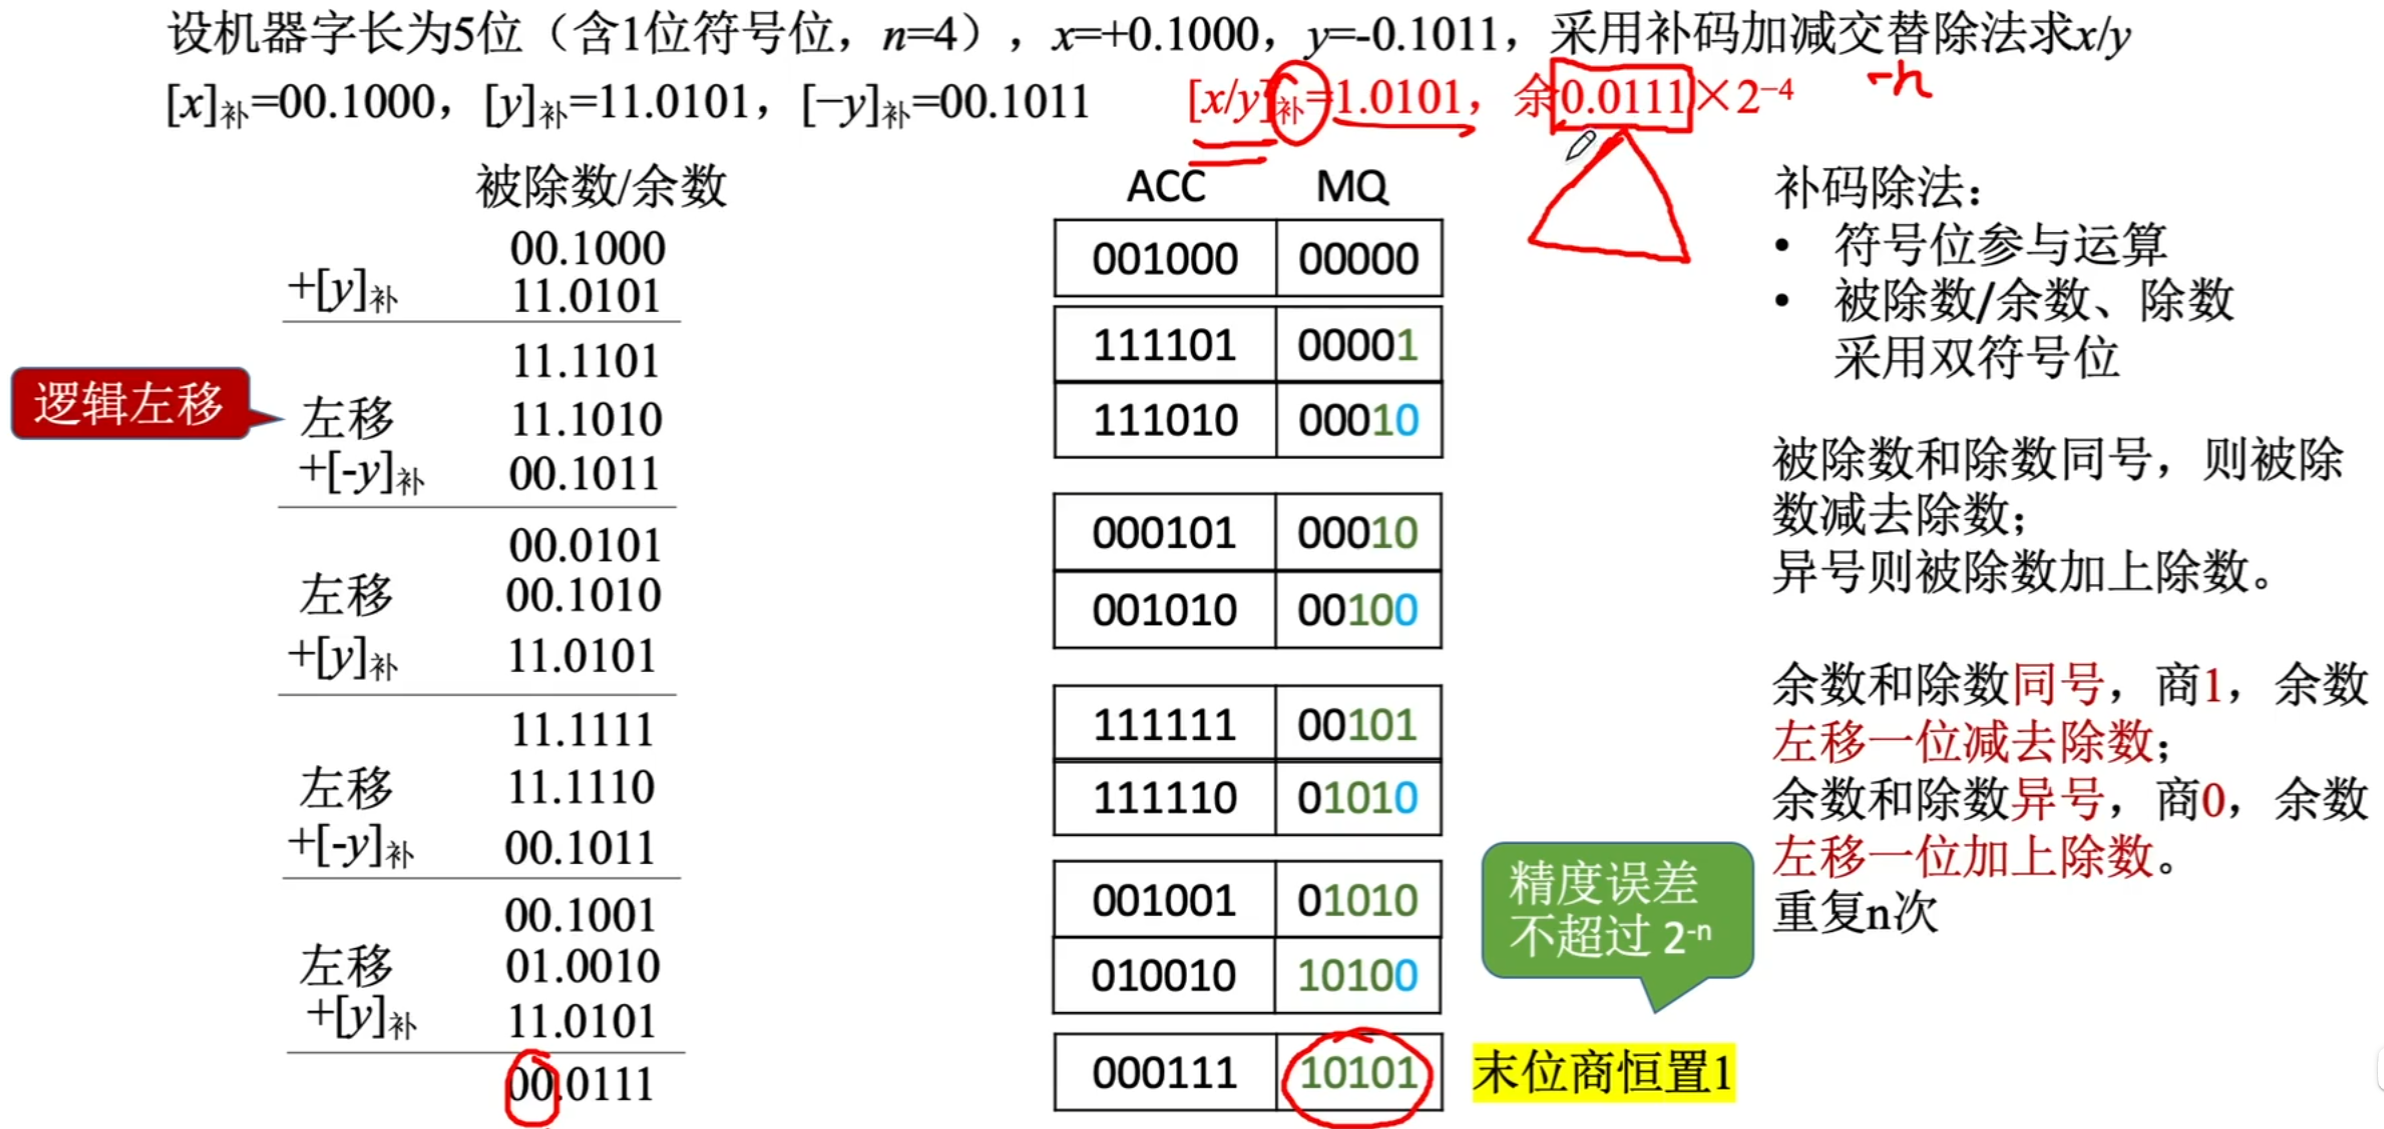 设机器字长为5位（含1位符号位，n=4），x=+0.1000，y=-0.1011，采用补码加减交替除法求x/y
[x]补=00.1000，[y]补=11.0101，[−y]补=00.1011
[x/y]补=1.0101，余0.0111×2⁻⁴
-n
被除数/余数
00.1000
+[y]补 11.0101
11.1101
逻辑左移
左移 11.1010
+[-y]补 00.1011
00.0101
左移 00.1010
+[y]补 11.0101
11.1111
左移 11.1110
+[-y]补 00.1011
00.1001
左移 01.0010
+[y]补 11.0101
00.0111
ACC MQ
001000 00000
111101 00001
111010 00010
000101 00010
001010 00100
111111 00101
111110 01010
001001 01010
010010 10100
000111 10101
末位商恒置1
精度误差
不超过 2⁻ⁿ
补码除法：
• 符号位参与运算
• 被除数/余数、除数
采用双符号位
被除数和除数同号，则被除
数减去除数；
异号则被除数加上除数。
余数和除数同号，商1，余数
左移一位减去除数；
余数和除数异号，商0，余数
左移一位加上除数。
重复n次